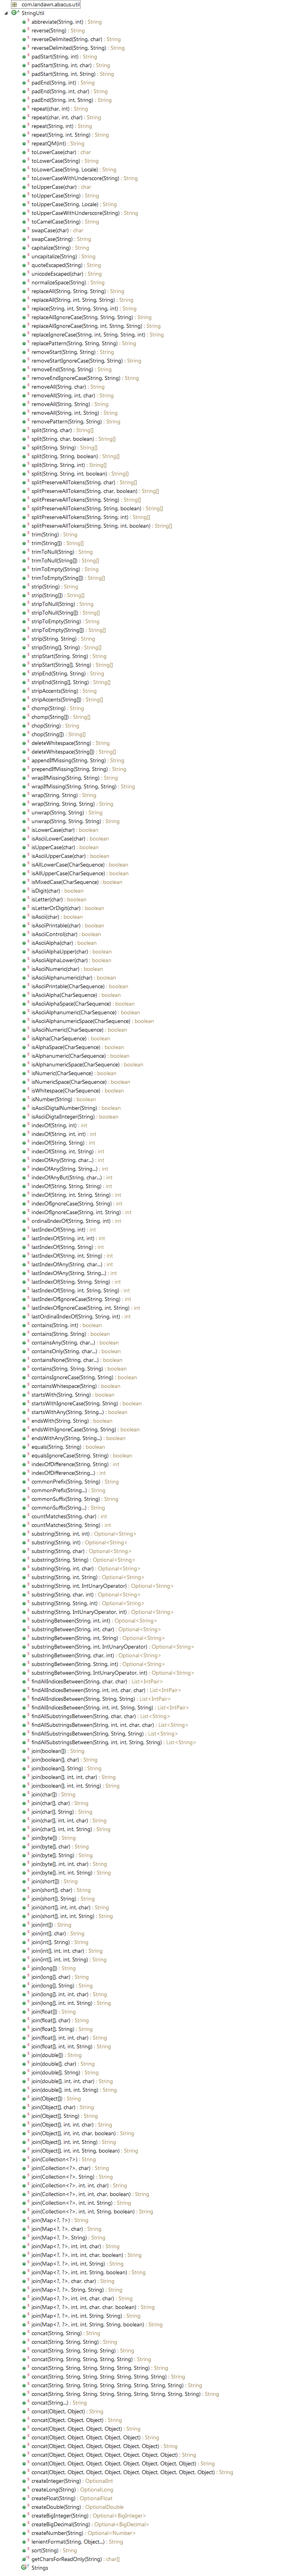 com.landawn.abacus.util
StringUtil
abbreviate(String, int) : String
reverse(String) : String
reverseDelimited(String, char) : String
reverseDelimited(String, String) : String
padStart(String, int) : String
padStart(String, int, char) : String
padStart(String, int, String) : String
padEnd(String, int) : String
padEnd(String, int, char) : String
padEnd(String, int, String) : String
repeat(char, int) : String
repeat(char, int, char) : String
repeat(String, int) : String
repeat(String, int, String) : String
repeatQM(int) : String
toLowerCase(char) : char
toLowerCase(String) : String
toLowerCase(String, Locale) : String
toLowerCaseWithUnderscore(String) : String
toUpperCase(char) : char
toUpperCase(String) : String
toUpperCase(String, Locale) : String
toUpperCaseWithUnderscore(String) : String
toCamelCase(String) : String
swapCase(char) : char
swapCase(String) : String
capitalize(String) : String
uncapitalize(String) : String
quoteEscaped(String) : String
unicodeEscaped(char) : String
normalizeSpace(String) : String
replaceAll(String, String, String) : String
replaceAll(String, int, String, String) : String
replace(String, int, String, String, int) : String
replaceAllIgnoreCase(String, String, String) : String
replaceAllIgnoreCase(String, int, String, String) : String
replaceIgnoreCase(String, int, String, String, int) : String
replacePattern(String, String, String) : String
removeStart(String, String) : String
removeStartIgnoreCase(String, String) : String
removeEnd(String, String) : String
removeEndIgnoreCase(String, String) : String
removeAll(String, char) : String
removeAll(String, int, char) : String
removeAll(String, String) : String
removeAll(String, int, String) : String
removePattern(String, String) : String
split(String, char) : String[]
split(String, char, boolean) : String[]
split(String, String) : String[]
split(String, String, boolean) : String[]
split(String, String, int) : String[]
split(String, String, int, boolean) : String[]
splitPreserveAllTokens(String, char) : String[]
splitPreserveAllTokens(String, char, boolean) : String[]
splitPreserveAllTokens(String, String) : String[]
splitPreserveAllTokens(String, String, boolean) : String[]
splitPreserveAllTokens(String, String, int) : String[]
splitPreserveAllTokens(String, String, int, boolean) : String[]
trim(String) : String
trim(String[]) : String[]
trimToNull(String) : String
trimToNull(String[]) : String[]
trimToEmpty(String) : String
trimToEmpty(String[]) : String[]
strip(String) : String
strip(String[]) : String[]
stripToNull(String) : String
stripToNull(String[]) : String[]
stripToEmpty(String) : String
stripToEmpty(String[]) : String[]
strip(String, String) : String
strip(String[], String) : String[]
stripStart(String, String) : String
stripStart(String[], String) : String[]
stripEnd(String, String) : String
stripEnd(String[], String) : String[]
stripAccents(String) : String
stripAccents(String[]) : String[]
chomp(String) : String
chomp(String[]) : String[]
chop(String) : String
chop(String[]) : String[]
deleteWhitespace(String) : String
deleteWhitespace(String[]) : String[]
appendIfMissing(String, String) : String
prependIfMissing(String, String) : String
wrapIfMissing(String, String) : String
wrapIfMissing(String, String, String) : String
wrap(String, String) : String
wrap(String, String, String) : String
unwrap(String, String) : String
unwrap(String, String, String) : String
isLowerCase(char) : boolean
isAsciiLowerCase(char) : boolean
isUpperCase(char) : boolean
isAsciiUpperCase(char) : boolean
isAllLowerCase(CharSequence) : boolean
isAllUpperCase(CharSequence) : boolean
isMixedCase(CharSequence) : boolean
isDigit(char) : boolean
isLetter(char) : boolean
isLetterOrDigit(char) : boolean
isAscii(char) : boolean
isAsciiPrintable(char) : boolean
isAsciiControl(char) : boolean
isAsciiAlpha(char) : boolean
isAsciiAlphaUpper(char) : boolean
isAsciiAlphaLower(char) : boolean
isAsciiNumeric(char) : boolean
isAsciiAlphanumeric(char) : boolean
isAsciiPrintable(CharSequence) : boolean
isAsciiAlpha(CharSequence) : boolean
isAsciiAlphaSpace(CharSequence) : boolean
isAsciiAlphanumeric(CharSequence) : boolean
isAsciiAlphanumericSpace(CharSequence) : boolean
isAsciiNumeric(CharSequence) : boolean
isAlpha(CharSequence) : boolean
isAlphaSpace(CharSequence) : boolean
isAlphanumeric(CharSequence) : boolean
isAlphanumericSpace(CharSequence) : boolean
isNumeric(CharSequence) : boolean
isNumericSpace(CharSequence) : boolean
isWhitespace(CharSequence) : boolean
isNumber(String) : boolean
isAsciiDigtalNumber(String) : boolean
isAsciiDigtalInteger(String) : boolean
indexOf(String, int) : int
indexOf(String, int, int) : int
indexOf(String, String) : int
indexOf(String, int, String) : int
indexOfAny(String, char...) : int
indexOfAny(String, String...) : int
indexOfAnyBut(String, char...) : int
indexOf(String, String, String) : int
indexOf(String, int, String, String) : int
indexOfIgnoreCase(String, String) : int
indexOfIgnoreCase(String, int, String) : int
ordinalIndexOf(String, String, int) : int
lastIndexOf(String, int) : int
lastIndexOf(String, int, int) : int
lastIndexOf(String, String) : int
lastIndexOf(String, int, String) : int
lastIndexOfAny(String, char...) : int
lastIndexOfAny(String, String...) : int
lastIndexOf(String, String, String) : int
lastIndexOf(String, int, String, String) : int
lastIndexOfIgnoreCase(String, String) : int
lastIndexOfIgnoreCase(String, int, String) : int
lastOrdinalIndexOf(String, String, int) : int
contains(String, int) : boolean
contains(String, String) : boolean
containsAny(String, char...) : boolean
containsOnly(String, char...) : boolean
containsNone(String, char...) : boolean
contains(String, String, String) : boolean
containsIgnoreCase(String, String) : boolean
containsWhitespace(String) : boolean
startsWith(String, String) : boolean
startsWithIgnoreCase(String, String) : boolean
startsWithAny(String, String...) : boolean
endsWith(String, String) : boolean
endsWithIgnoreCase(String, String) : boolean
endsWithAny(String, String...) : boolean
equals(String, String) : boolean
equalsIgnoreCase(String, String) : boolean
indexOfDifference(String, String) : int
indexOfDifference(String...) : int
commonPrefix(String, String) : String
commonPrefix(String...) : String
commonSuffix(String, String) : String
commonSuffix(String...) : String
countMatches(String, char) : int
countMatches(String, String) : int
substring(String, int, int) : Optional<String>
substring(String, int) : Optional<String>
substring(String, char) : Optional<String>
substring(String, String) : Optional<String>
substring(String, int, char) : Optional<String>
substring(String, int, String) : Optional<String>
substring(String, int, IntUnaryOperator) : Optional<String>
substring(String, char, int) : Optional<String>
substring(String, String, int) : Optional<String>
substring(String, IntUnaryOperator, int) : Optional<String>
substringBetween(String, int, int) : Optional<String>
substringBetween(String, int, char) : Optional<String>
substringBetween(String, int, String) : Optional<String>
substringBetween(String, int, IntUnaryOperator) : Optional<String>
substringBetween(String, char, int) : Optional<String>
substringBetween(String, String, int) : Optional<String>
substringBetween(String, IntUnaryOperator, int) : Optional<String>
findAllIndicesBetween(String, char, char) : List<IntPair>
findAllIndicesBetween(String, int, int, char, char) : List<IntPair>
findAllIndicesBetween(String, String, String) : List<IntPair>
findAllIndicesBetween(String, int, int, String, String) : List<IntPair>
findAllSubstringsBetween(String, char, char) : List<String>
findAllSubstringsBetween(String, int, int, char, char) : List<String>
findAllSubstringsBetween(String, String, String) : List<String>
findAllSubstringsBetween(String, int, int, String, String) : List<String>
join(boolean[]) : String
join(boolean[], char) : String
join(boolean[], String) : String
join(boolean[], int, int, char) : String
join(boolean[], int, int, String) : String
join(char[]) : String
join(char[], char) : String
join(char[], String) : String
join(char[], int, int, char) : String
join(char[], int, int, String) : String
join(byte[]) : String
join(byte[], char) : String
join(byte[], String) : String
join(byte[], int, int, char) : String
join(byte[], int, int, String) : String
join(short[]) : String
join(short[], char) : String
join(short[], String) : String
join(short[], int, int, char) : String
join(short[], int, int, String) : String
join(int[]) : String
join(int[], char) : String
join(int[], String) : String
join(int[], int, int, char) : String
join(int[], int, int, String) : String
join(long[]) : String
join(long[], char) : String
join(long[], String) : String
join(long[], int, int, char) : String
join(long[], int, int, String) : String
join(float[]) : String
join(float[], char) : String
join(float[], String) : String
join(float[], int, int, char) : String
join(float[], int, int, String) : String
join(double[]) : String
join(double[], char) : String
join(double[], String) : String
join(double[], int, int, char) : String
join(double[], int, int, String) : String
join(Object[]) : String
join(Object[], char) : String
join(Object[], String) : String
join(Object[], int, int, char) : String
join(Object[], int, int, char, boolean) : String
join(Object[], int, int, String) : String
join(Object[], int, int, String, boolean) : String
join(Collection<?>) : String
join(Collection<?>, char) : String
join(Collection<?>, String) : String
join(Collection<?>, int, int, char) : String
join(Collection<?>, int, int, char, boolean) : String
join(Collection<?>, int, int, String) : String
join(Collection<?>, int, int, String, boolean) : String
join(Map<?, ?>) : String
join(Map<?, ?>, char) : String
join(Map<?, ?>, String) : String
join(Map<?, ?>, int, int, char) : String
join(Map<?, ?>, int, int, char, boolean) : String
join(Map<?, ?>, int, int, String) : String
join(Map<?, ?>, int, int, String, boolean) : String
join(Map<?, ?>, char, char) : String
join(Map<?, ?>, String, String) : String
join(Map<?, ?>, int, int, char, char) : String
join(Map<?, ?>, int, int, char, char, boolean) : String
join(Map<?, ?>, int, int, String, String) : String
join(Map<?, ?>, int, int, String, String, boolean) : String
concat(String, String) : String
concat(String, String, String) : String
concat(String, String, String, String) : String
concat(String, String, String, String, String) : String
concat(String, String, String, String, String, String) : String
concat(String, String, String, String, String, String, String) : String
concat(String, String, String, String, String, String, String, String) : String
concat(String...) : String
concat(Object, Object) : String
concat(Object, Object, Object) : String
concat(Object, Object, Object, Object) : String
concat(Object, Object, Object, Object, Object) : String
concat(Object, Object, Object, Object, Object, Object) : String
concat(Object, Object, Object, Object, Object, Object, Object) : String
concat(Object, Object, Object, Object, Object, Object, Object, Object) : String
concat(Object, Object, Object, Object, Object, Object, Object, Object, Object) : String
createInteger(String) : OptionalInt
createLong(String) : OptionalLong
createFloat(String) : OptionalFloat
createDouble(String) : OptionalDouble
createBigInteger(String) : Optional<BigInteger>
createBigDecimal(String) : Optional<BigDecimal>
createNumber(String) : Optional<Number>
lenientFormat(String, Object...) : String
sort(String) : String
getCharsForReadOnly(String) : char[]
Strings